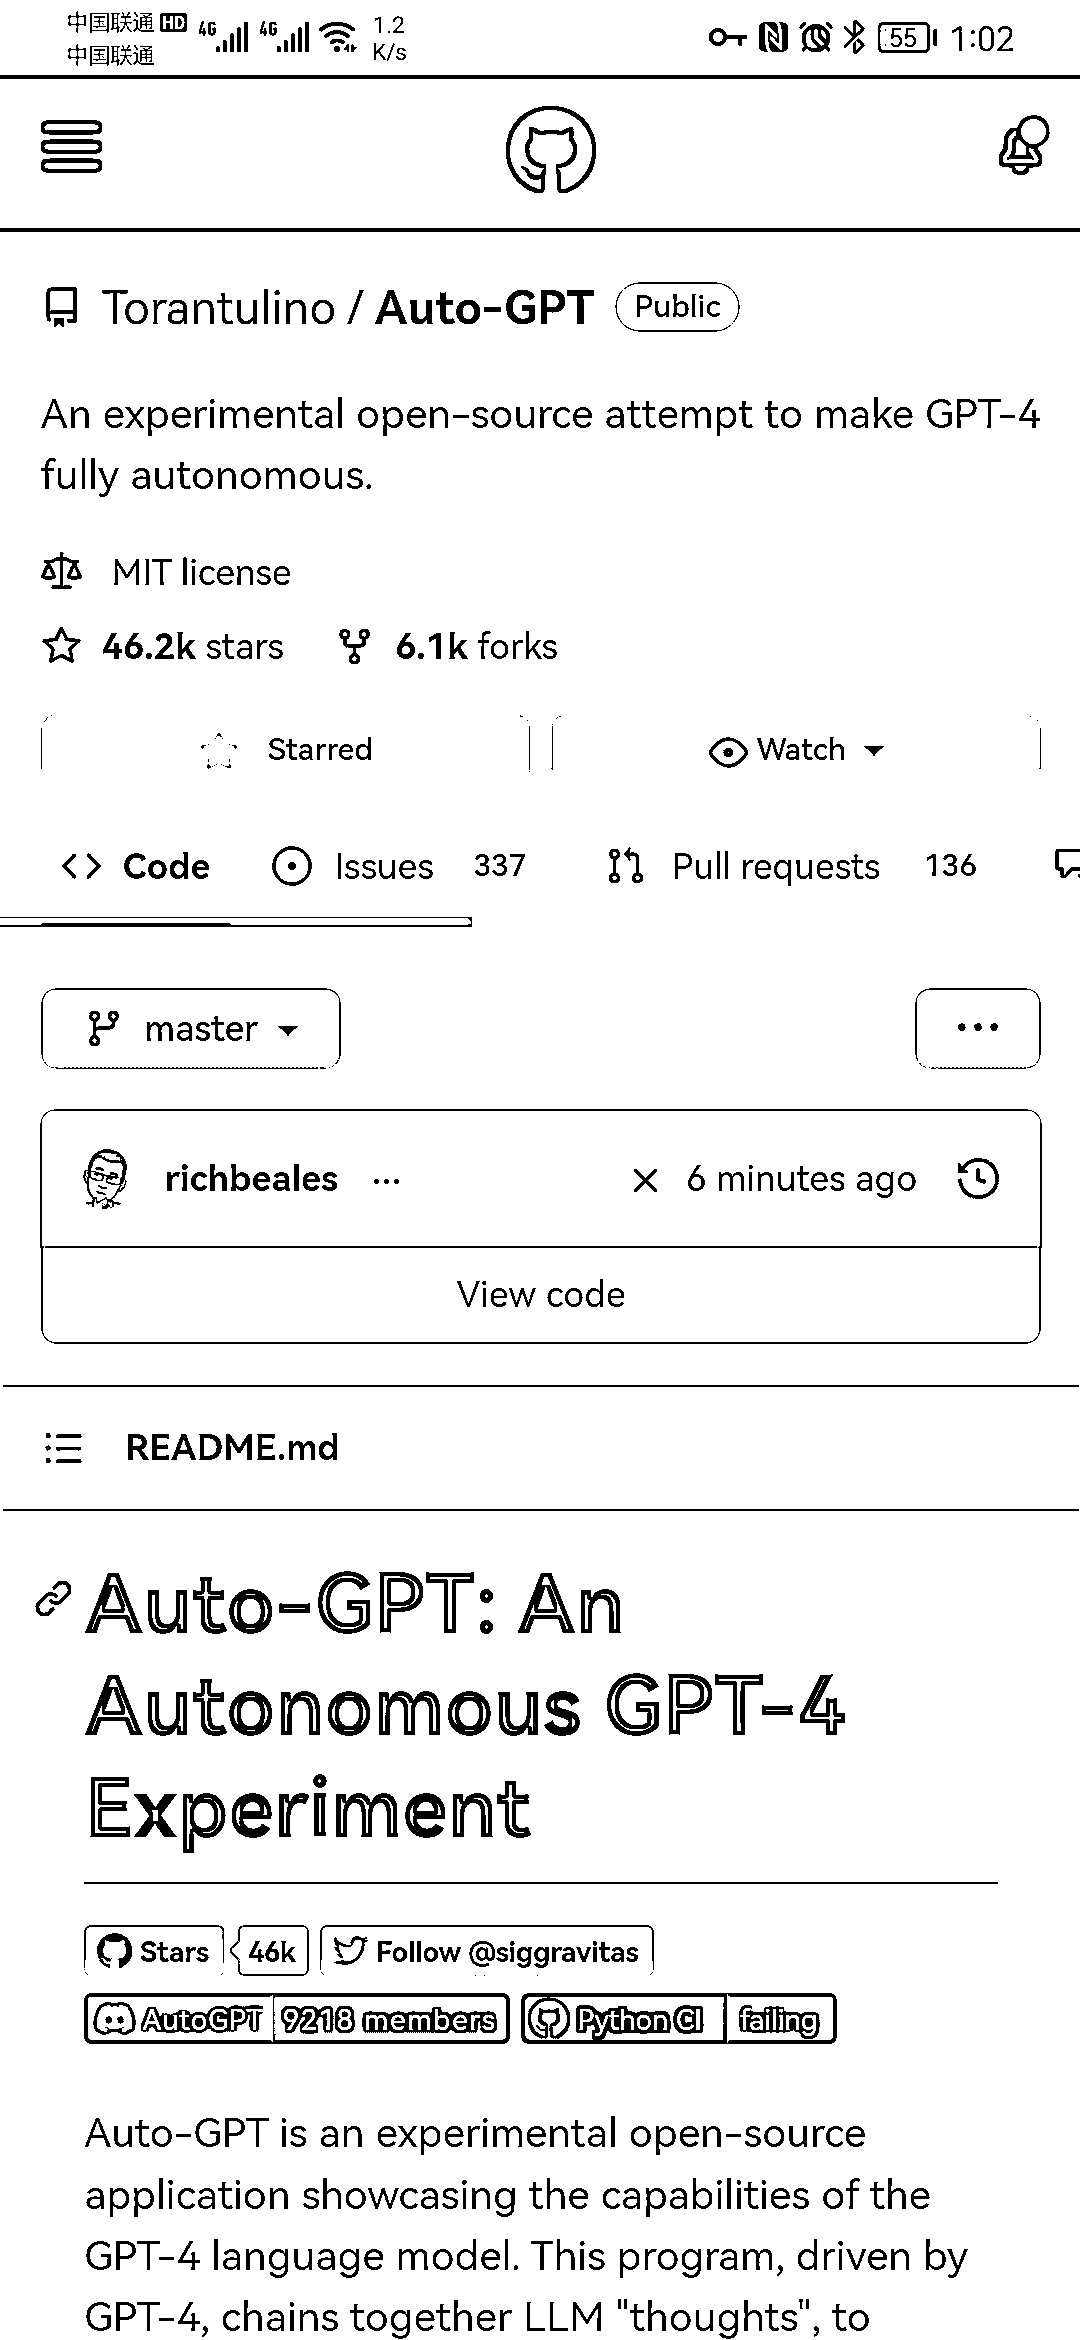 中国联通 HD 4G 4G 1.2 K/s 55 1:02
中国联通
Torantulino / Auto-GPT Public
An experimental open-source attempt to make GPT-4
fully autonomous.
MIT license
46.2k stars 6.1k forks
Starred Watch
Code Issues 337 Pull requests 136
master ...
richbeales ... 6 minutes ago
View code
README.md
Auto-GPT: An
Autonomous GPT-4
Experiment
Stars 46k Follow @siggravitas
AutoGPT 9218 members Python CI failing
Auto-GPT is an experimental open-source
application showcasing the capabilities of the
GPT-4 language model. This program, driven by
GPT-4, chains together LLM "thoughts", to